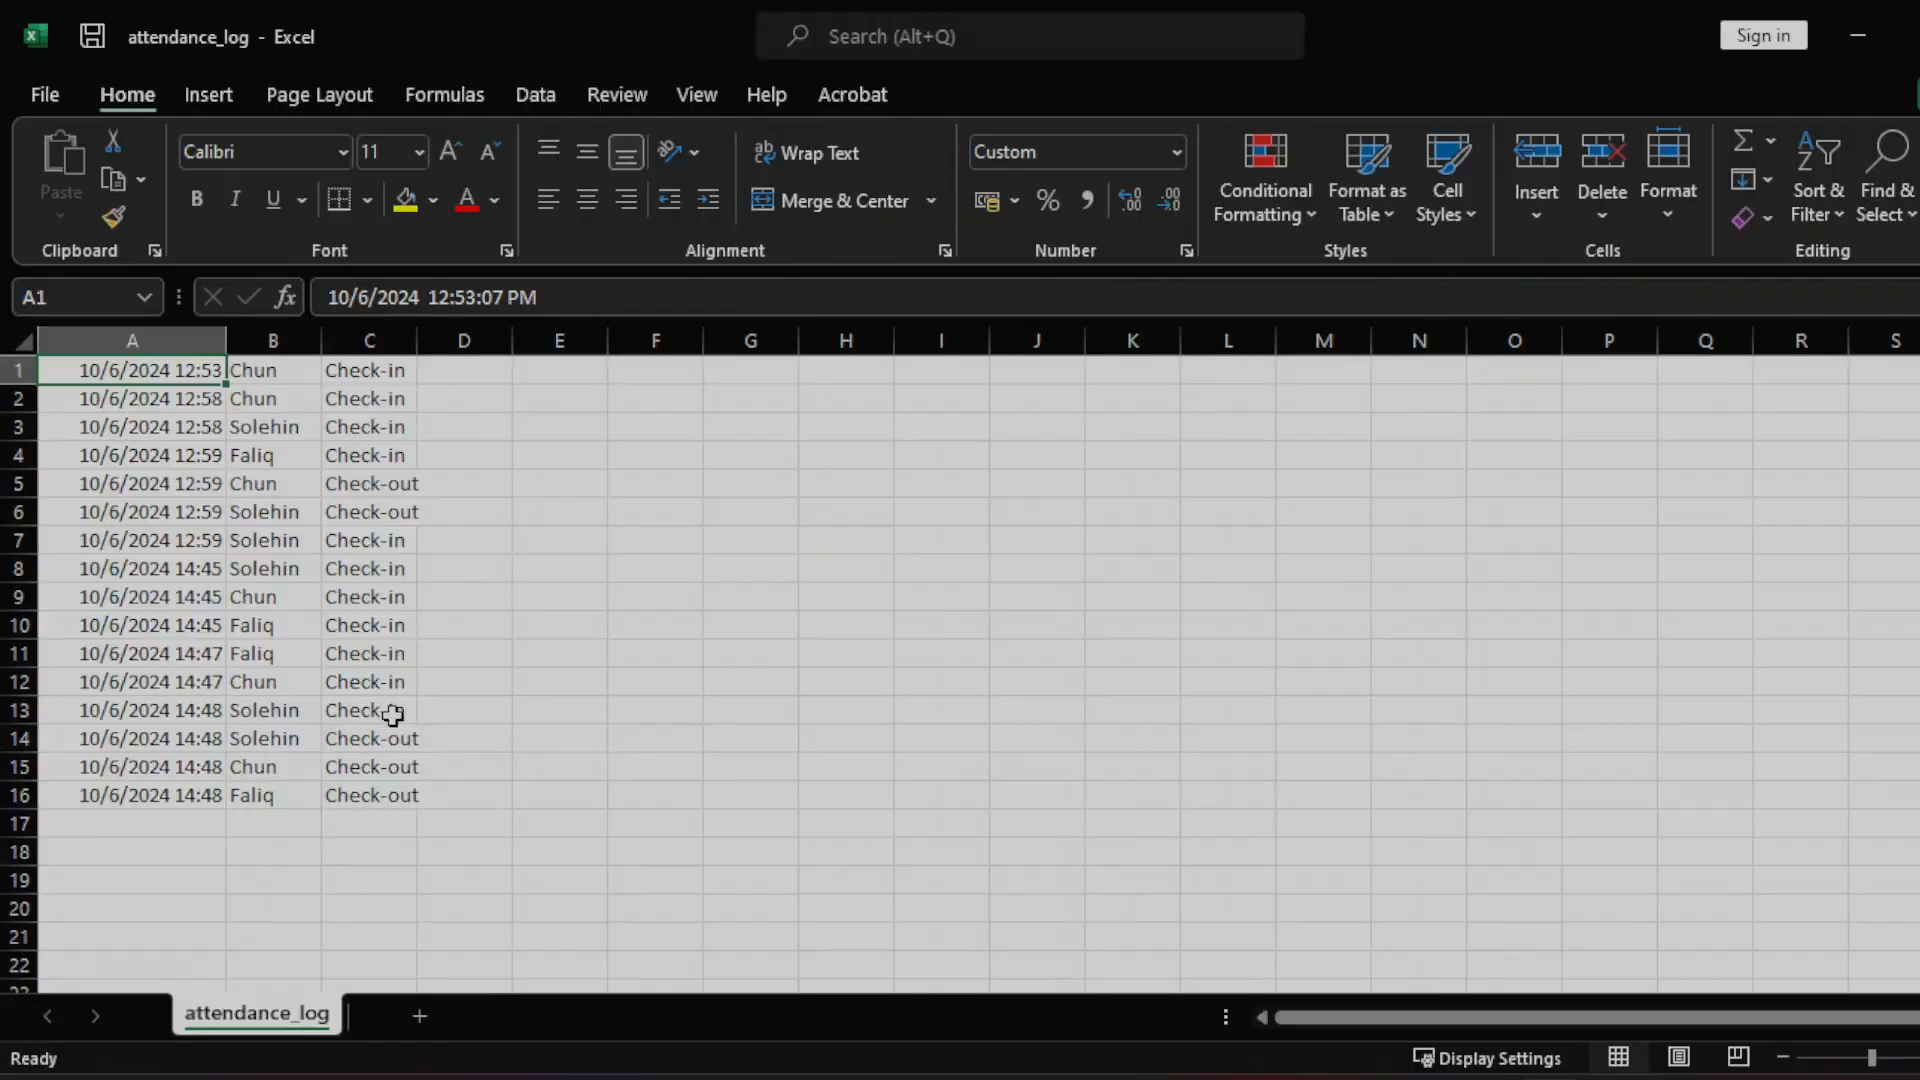 attendance_log - Excel
Search (Alt+Q)
Sign in
File Home Insert Page Layout Formulas Data Review View Help Acrobat
Paste
Calibri 11
B I U
Wrap Text
Merge & Center
Custom
Conditional Formatting
Format as Table
Cell Styles
Insert
Delete
Format
Sort & Filter
Find & Select
Clipboard Font Alignment Number Styles Cells Editing
A1 fx 10/6/2024 12:53:07 PM
A B C D E F G H I J K L M N O P Q R S
1 10/6/2024 12:53 Chun Check-in
2 10/6/2024 12:58 Chun Check-in
3 10/6/2024 12:58 Solehin Check-in
4 10/6/2024 12:59 Faliq Check-in
5 10/6/2024 12:59 Chun Check-out
6 10/6/2024 12:59 Solehin Check-out
7 10/6/2024 12:59 Solehin Check-in
8 10/6/2024 14:45 Solehin Check-in
9 10/6/2024 14:45 Chun Check-in
10 10/6/2024 14:45 Faliq Check-in
11 10/6/2024 14:47 Faliq Check-in
12 10/6/2024 14:47 Chun Check-in
13 10/6/2024 14:48 Solehin Check
14 10/6/2024 14:48 Solehin Check-out
15 10/6/2024 14:48 Chun Check-out
16 10/6/2024 14:48 Faliq Check-out
17
18
19
20
21
22
attendance_log
Ready
Display Settings